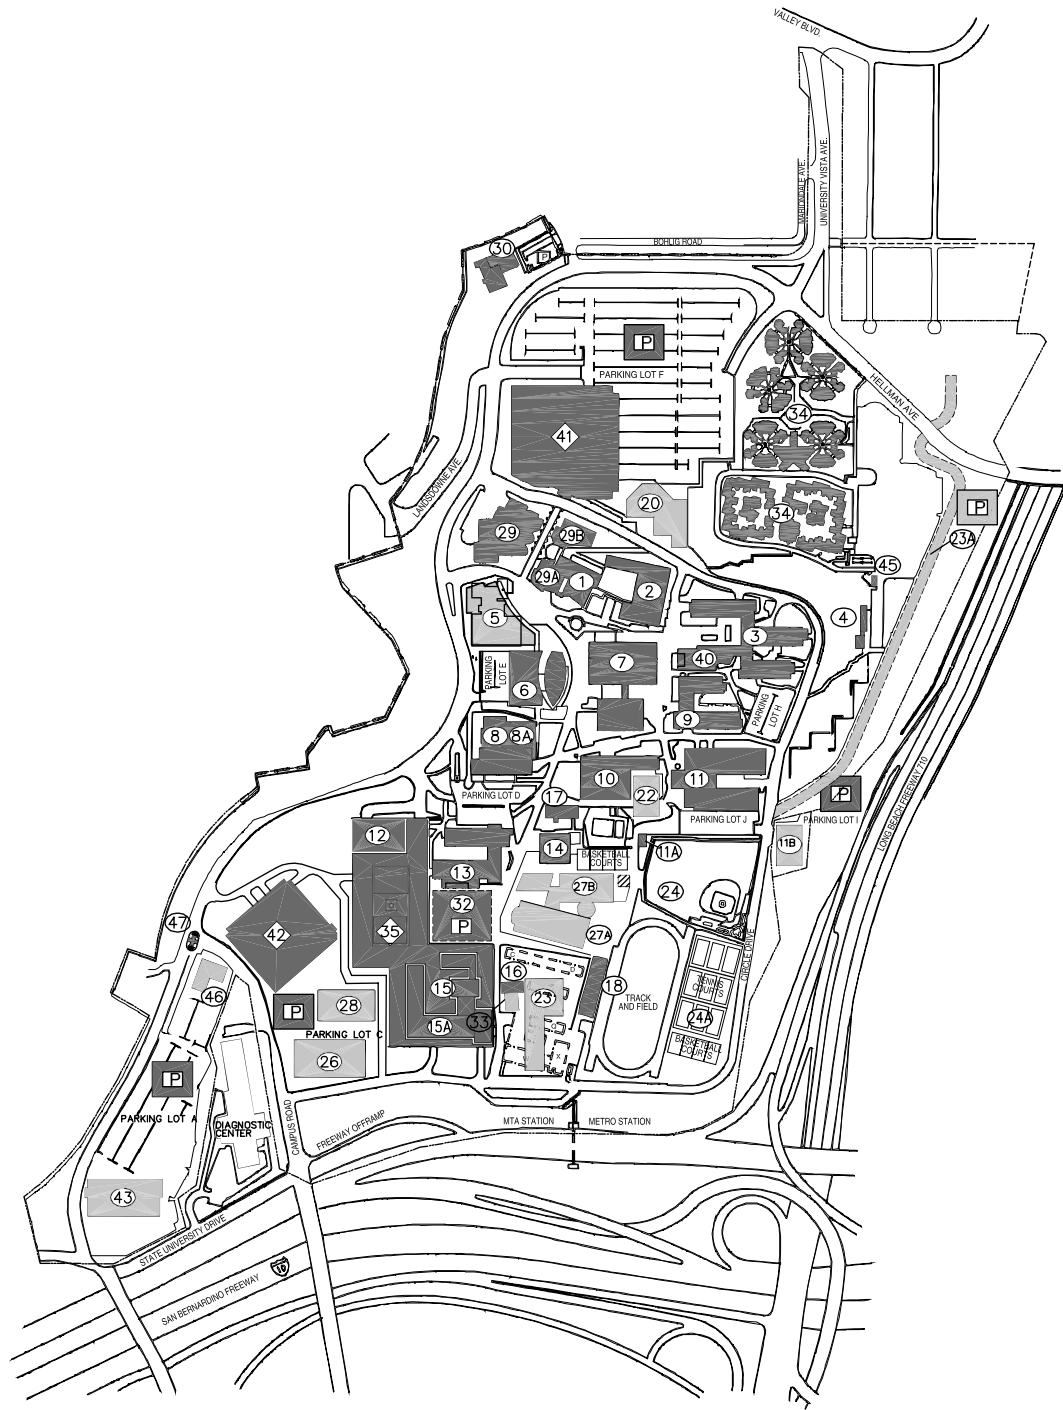 VALLEY BLVD.
MARIONDALE AVE.
UNIVERSITY VISTA AVE.
30
P
BOHLIG ROAD
P
PARKING LOT F
HELLMAN AVE
34
41
LANDSDOWNE AVE.
20
34
P
29
29B
23A
45
29A
1
2
5
4
3
7
40
PARKING
LOT E
6
PARKING
LOT H
9
8
8A
10
11
LONG BEACH FREEWAY 710
22
P
PARKING LOT D
17
PARKING LOT J
PARKING LOT I
12
14
BASKETBALL
COURTS
11A
11B
13
27B
24
32
P
47
42
35
27A
CIRCLE DRIVE
16
18
TENNIS
COURTS
46
15
23
TRACK
AND FIELD
P
28
15A
33
24A
PARKING LOT C
BASKETBALL
COURTS
26
P
PARKING LOT A
DIAGNOSTIC
CENTER
CAMPUS ROAD
FREEWAY OFFRAMP
MTA STATION
METRO STATION
43
STATE UNIVERSITY DRIVE
10
SAN BERNARDINO FREEWAY